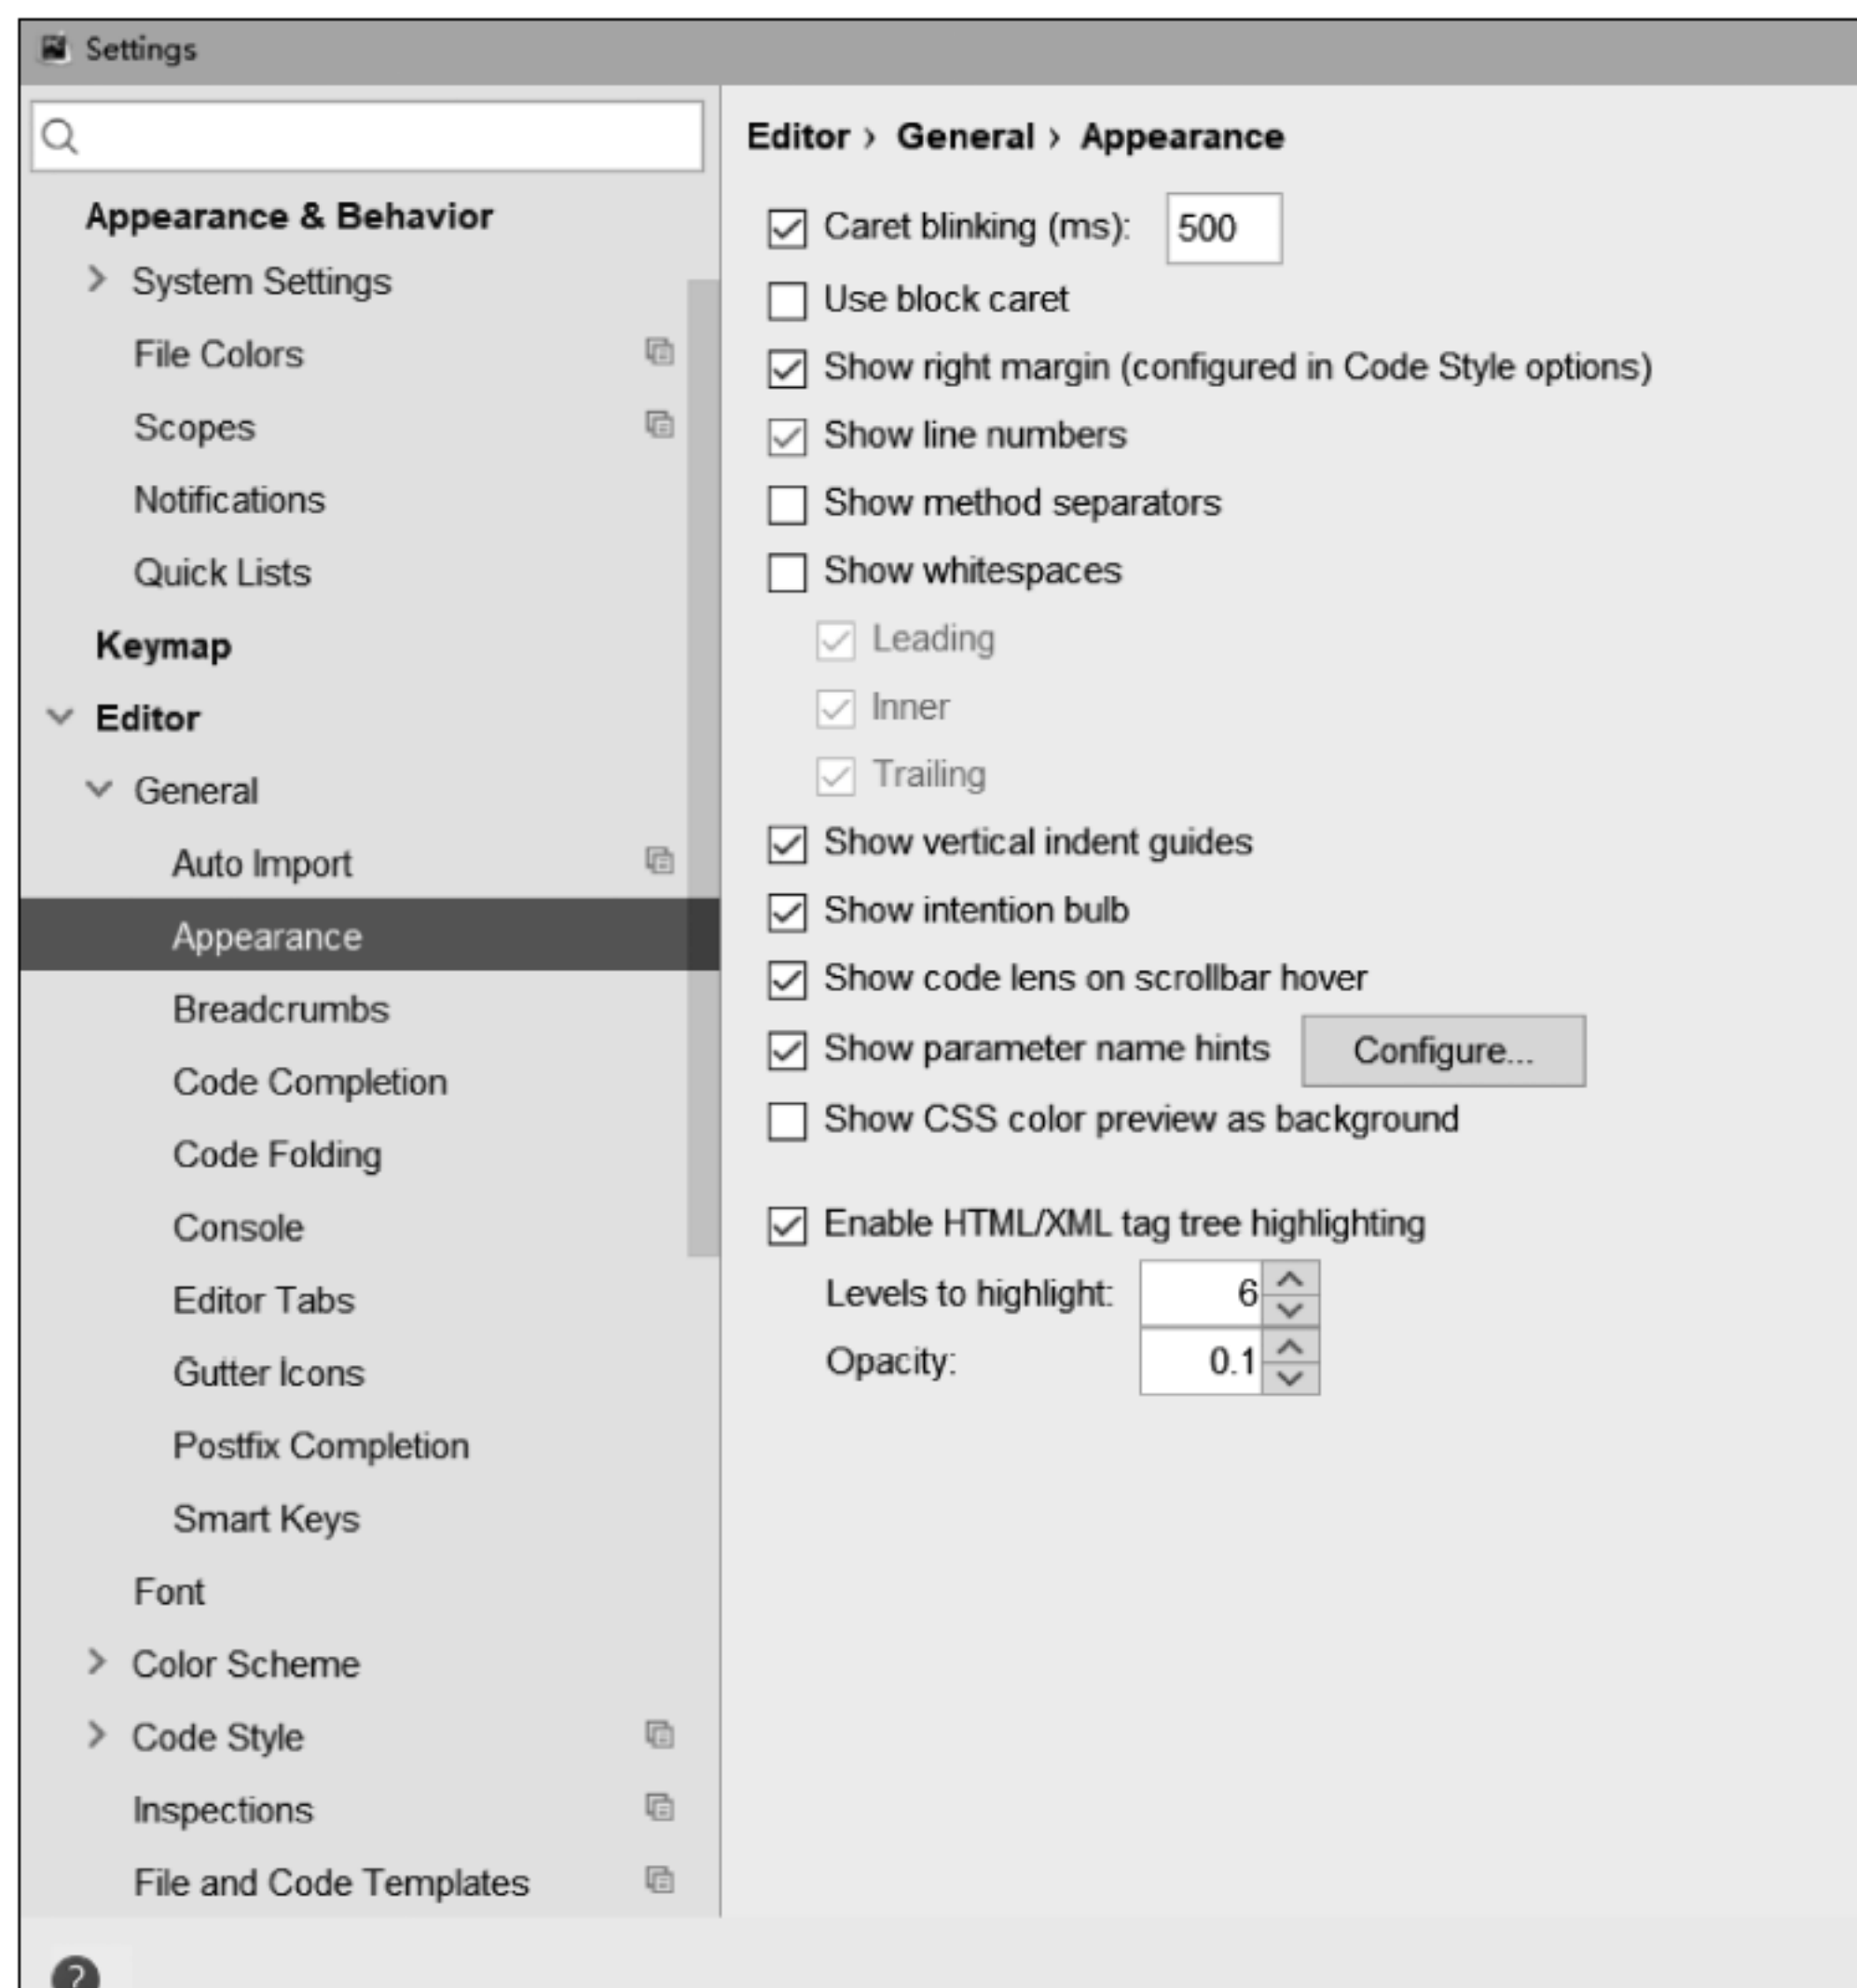 Settings
Appearance & Behavior
System Settings
File Colors
Scopes
Notifications
Quick Lists
Keymap
Editor
General
Auto Import
Appearance
Breadcrumbs
Code Completion
Code Folding
Console
Editor Tabs
Gutter Icons
Postfix Completion
Smart Keys
Font
Color Scheme
Code Style
Inspections
File and Code Templates
?
Editor › General › Appearance
Caret blinking (ms): 500
Use block caret
Show right margin (configured in Code Style options)
Show line numbers
Show method separators
Show whitespaces
Leading
Inner
Trailing
Show vertical indent guides
Show intention bulb
Show code lens on scrollbar hover
Show parameter name hints Configure...
Show CSS color preview as background
Enable HTML/XML tag tree highlighting
Levels to highlight: 6
Opacity: 0.1